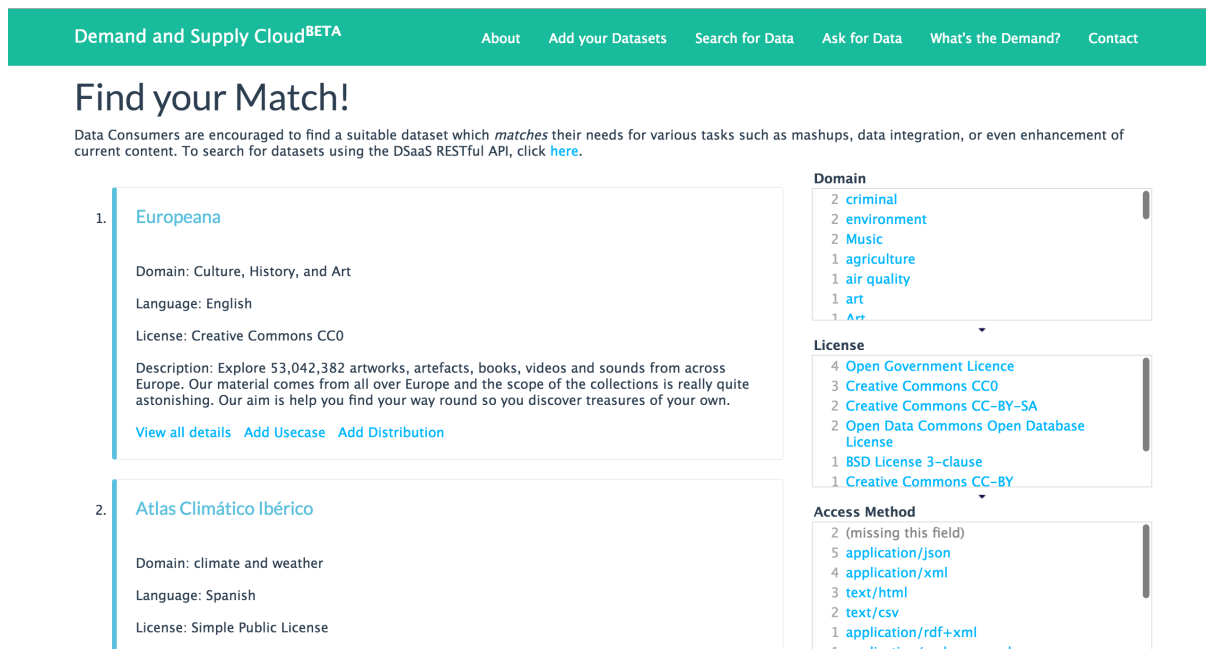 Demand and Supply CloudBETA
About Add your Datasets Search for Data Ask for Data What's the Demand? Contact
Find your Match!
Data Consumers are encouraged to find a suitable dataset which matches their needs for various tasks such as mashups, data integration, or even enhancement of
current content. To search for datasets using the DSaaS RESTful API, click here.
1. Europeana
Domain: Culture, History, and Art
Language: English
License: Creative Commons CC0
Description: Explore 53,042,382 artworks, artefacts, books, videos and sounds from across
Europe. Our material comes from all over Europe and the scope of the collections is really quite
astonishing. Our aim is help you find your way round so you discover treasures of your own.
View all details Add Usecase Add Distribution
2. Atlas Climático Ibérico
Domain: climate and weather
Language: Spanish
License: Simple Public License
Domain
2 criminal
2 environment
2 Music
1 agriculture
1 air quality
1 art
1 Art
License
4 Open Government Licence
3 Creative Commons CC0
2 Creative Commons CC-BY-SA
2 Open Data Commons Open Database
License
1 BSD License 3-clause
1 Creative Commons CC-BY
Access Method
2 (missing this field)
5 application/json
4 application/xml
3 text/html
2 text/csv
1 application/rdf+xml